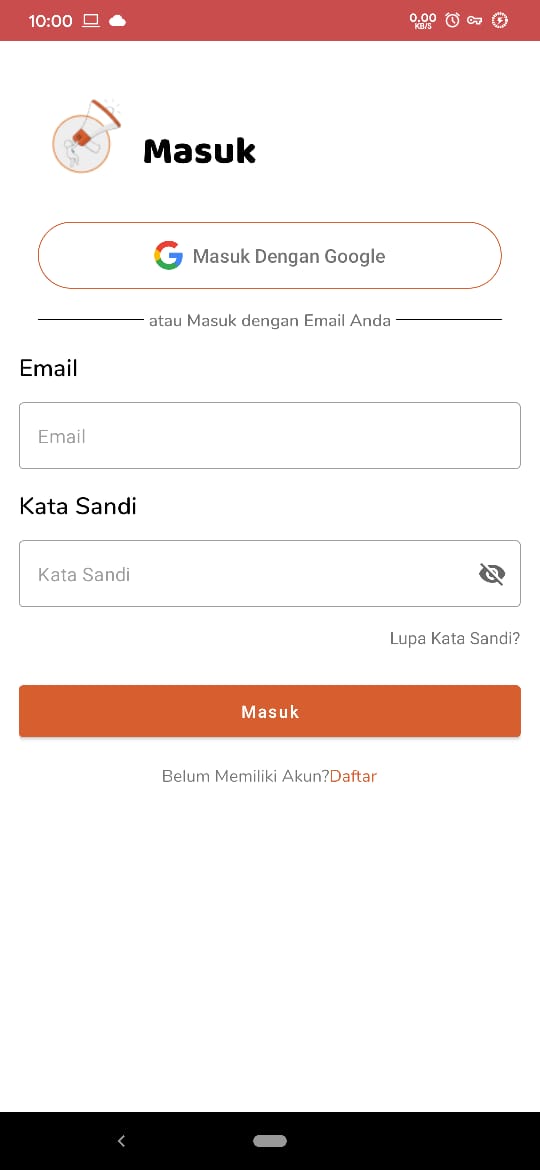 10:00
0.00
KB/S
Masuk
Masuk Dengan Google
atau Masuk dengan Email Anda
Email
Email
Kata Sandi
Kata Sandi
Lupa Kata Sandi?
Masuk
Belum Memiliki Akun?Daftar